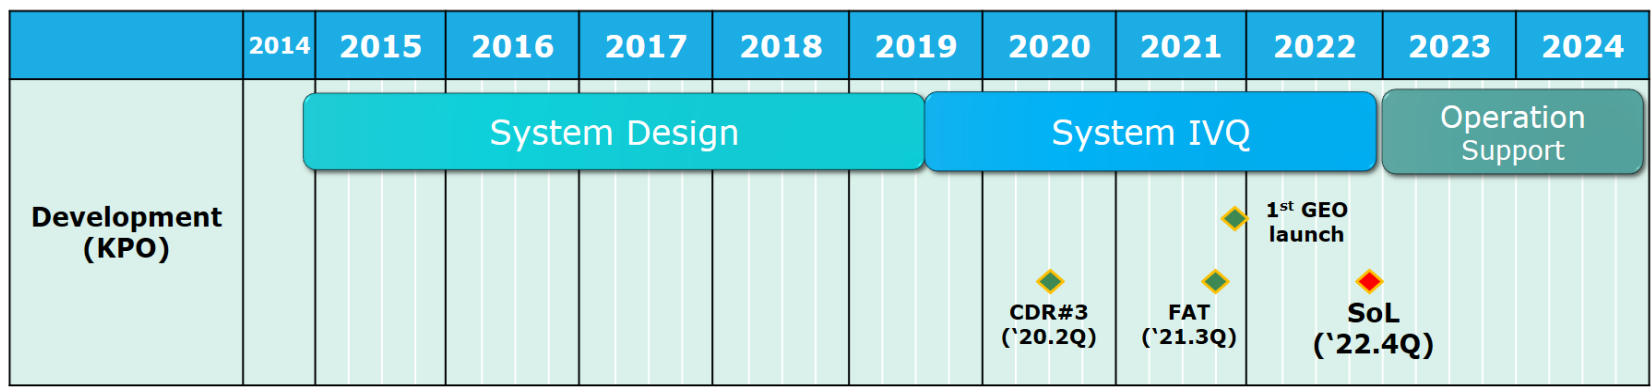 2014 2015 2016 2017 2018 2019 2020 2021 2022 2023 2024
System Design
System IVQ
Operation
Support
Development
(KPO)
1st GEO
launch
CDR#3
(‘20.2Q)
FAT
(‘21.3Q)
SoL
(‘22.4Q)